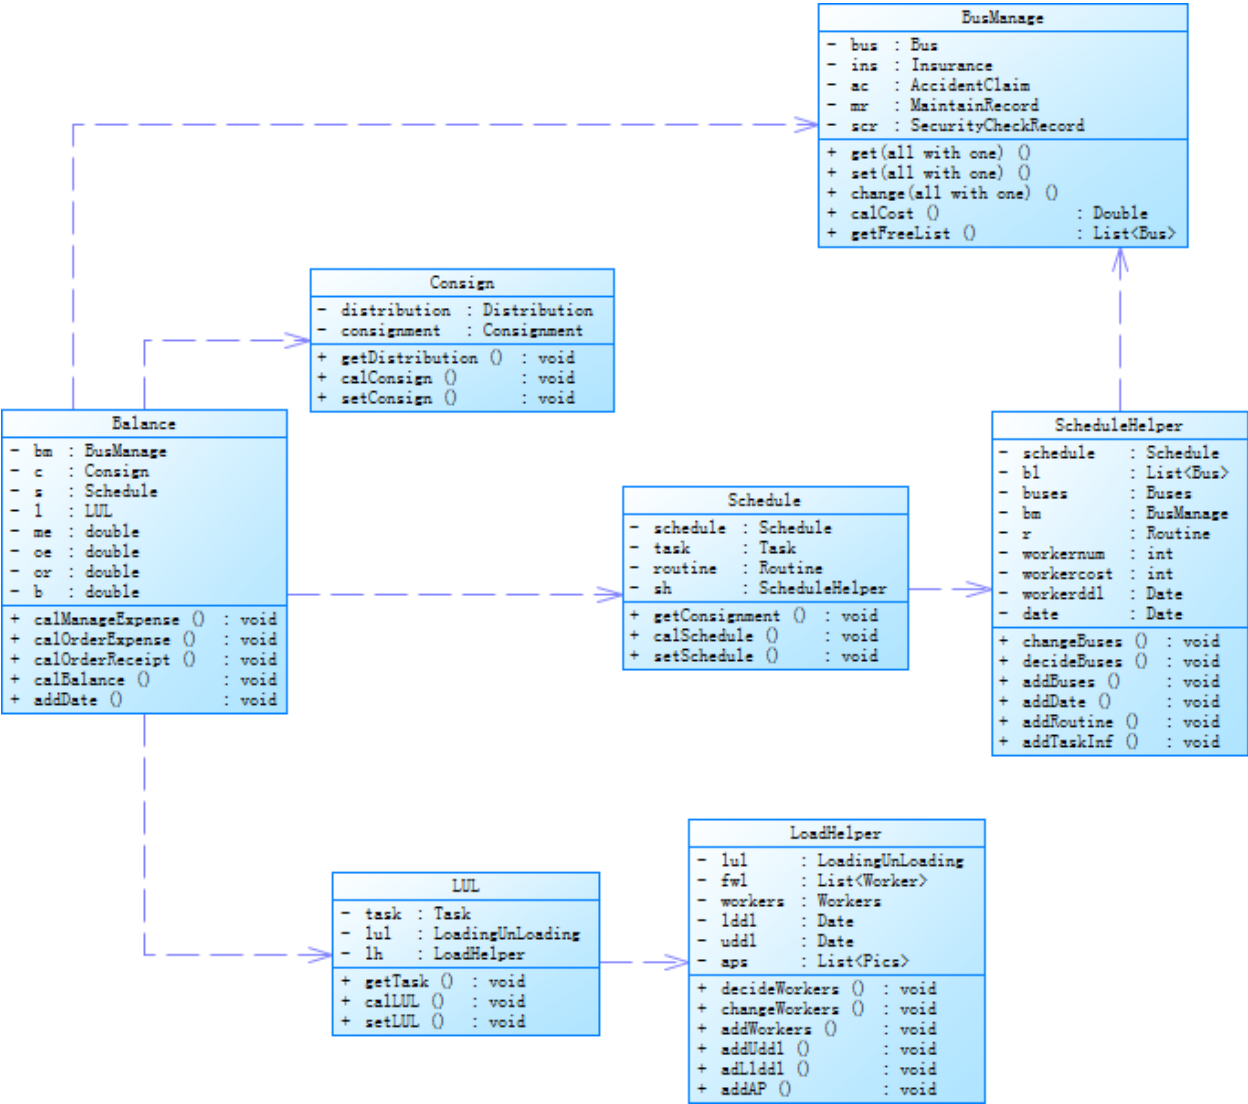 BusManage
- bus : Bus
- ins : Insurance
- ac : AccidentClaim
- mr : MaintainRecord
- scr : SecurityCheckRecord
+ get(all with one) ()
+ set(all with one) ()
+ change(all with one) ()
+ calCost () : Double
+ getFreeList () : List<Bus>
Consign
- distribution : Distribution
- consignment : Consignment
+ getDistribution () : void
+ calConsign () : void
+ setConsign () : void
Balance
- bm : BusManage
- c : Consign
- s : Schedule
- l : LUL
- me : double
- oe : double
- or : double
- b : double
+ calManageExpense () : void
+ calOrderExpense () : void
+ calOrderReceipt () : void
+ calBalance () : void
+ addDate () : void
Schedule
- schedule : Schedule
- task : Task
- routine : Routine
- sh : ScheduleHelper
+ getConsignment () : void
+ calSchedule () : void
+ setSchedule () : void
ScheduleHelper
- schedule : Schedule
- bl : List<Bus>
- buses : Buses
- bm : BusManage
- r : Routine
- workernum : int
- workercost : int
- workerddl : Date
- date : Date
+ changeBuses () : void
+ decideBuses () : void
+ addBuses () : void
+ addDate () : void
+ addRoutine () : void
+ addTaskInf () : void
LUL
- task : Task
- lul : LoadingUnLoading
- lh : LoadHelper
+ getTask () : void
+ calLUL () : void
+ setLUL () : void
LoadHelper
- lul : LoadingUnLoading
- fwl : List<Worker>
- workers : Workers
- lddl : Date
- uddl : Date
- aps : List<Pics>
+ decideWorkers () : void
+ changeWorkers () : void
+ addWorkers () : void
+ addUddl () : void
+ adLlddl () : void
+ addAP () : void